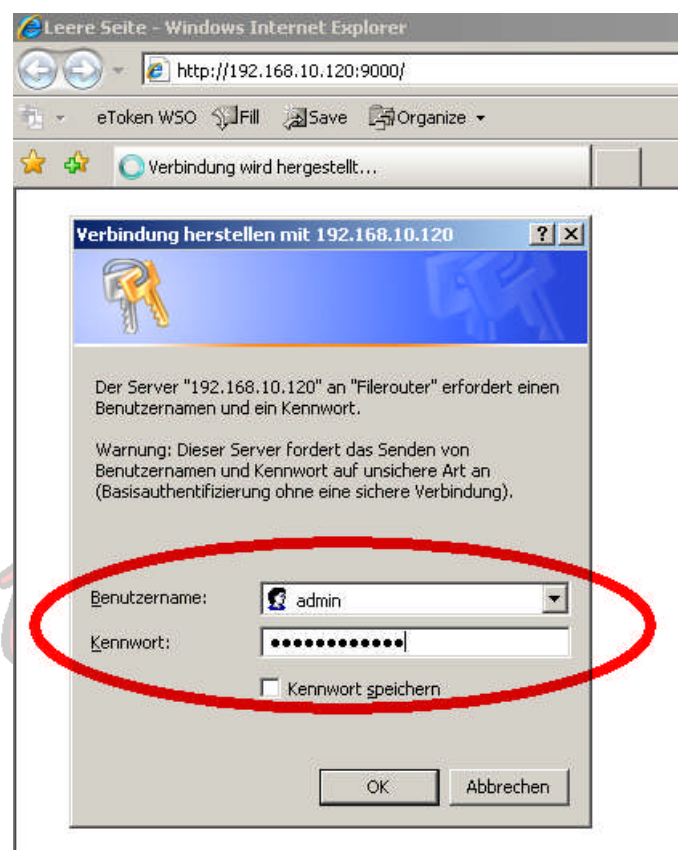 Leere Seite - Windows Internet Explorer
http://192.168.10.120:9000/
eToken WSO Fill Save Organize
Verbindung wird hergestellt...
Verbindung herstellen mit 192.168.10.120
Der Server "192.168.10.120" an "Filerouter" erfordert einen
Benutzernamen und ein Kennwort.
Warnung: Dieser Server fordert das Senden von
Benutzernamen und Kennwort auf unsichere Art an
(Basisauthentifizierung ohne eine sichere Verbindung).
Benutzername: admin
Kennwort: ●●●●●●●●●●●●
Kennwort speichern
OK Abbrechen